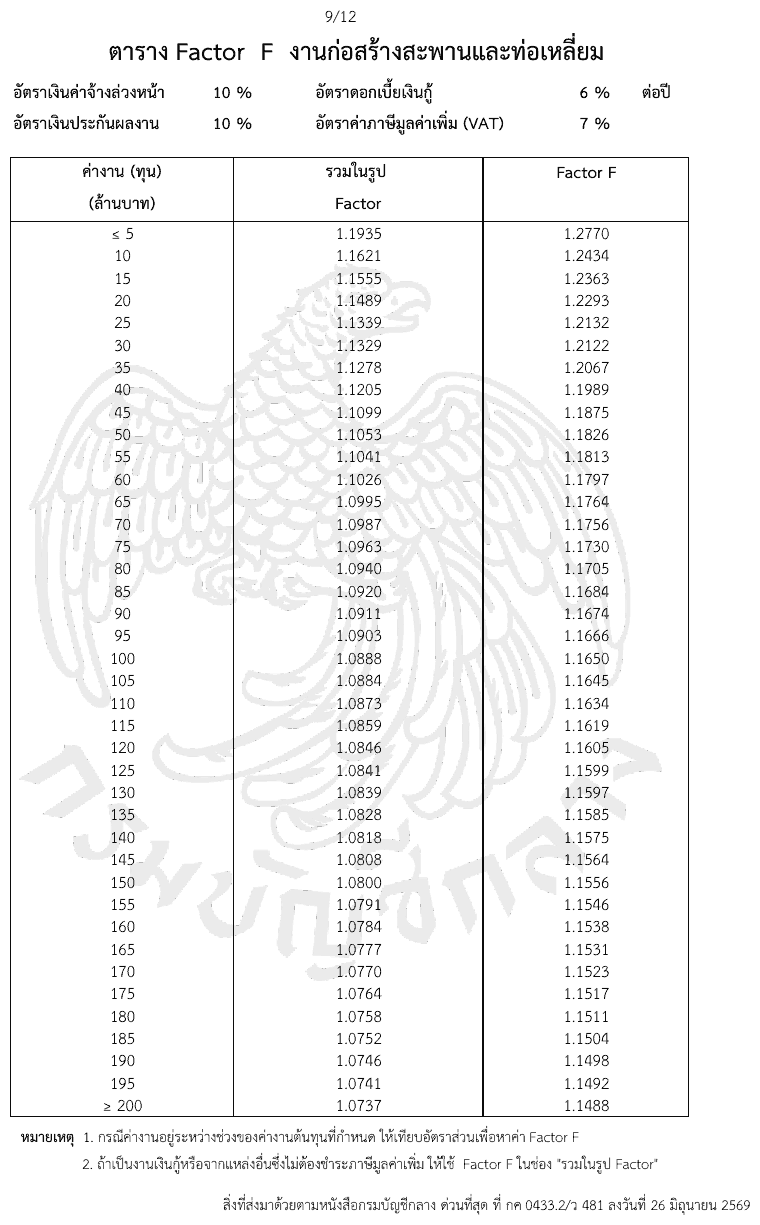 9/12
ตาราง Factor F งานก่อสร้างสะพานและท่อเหลี่ยม
อัตราเงินค่าจ้างล่วงหน้า 10 % อัตราดอกเบี้ยเงินกู้ 6 % ต่อปี
อัตราเงินประกันผลงาน 10 % อัตราค่าภาษีมูลค่าเพิ่ม (VAT) 7 %
ค่างาน (ทุน) รวมในรูป Factor F
(ล้านบาท) Factor
≤ 5 1.1935 1.2770
10 1.1621 1.2434
15 1.1555 1.2363
20 1.1489 1.2293
25 1.1339 1.2132
30 1.1329 1.2122
35 1.1278 1.2067
40 1.1205 1.1989
45 1.1099 1.1875
50 1.1053 1.1826
55 1.1041 1.1813
60 1.1026 1.1797
65 1.0995 1.1764
70 1.0987 1.1756
75 1.0963 1.1730
80 1.0940 1.1705
85 1.0920 1.1684
90 1.0911 1.1674
95 1.0903 1.1666
100 1.0888 1.1650
105 1.0884 1.1645
110 1.0873 1.1634
115 1.0859 1.1619
120 1.0846 1.1605
125 1.0841 1.1599
130 1.0839 1.1597
135 1.0828 1.1585
140 1.0818 1.1575
145 1.0808 1.1564
150 1.0800 1.1556
155 1.0791 1.1546
160 1.0784 1.1538
165 1.0777 1.1531
170 1.0770 1.1523
175 1.0764 1.1517
180 1.0758 1.1511
185 1.0752 1.1504
190 1.0746 1.1498
195 1.0741 1.1492
≥ 200 1.0737 1.1488
กรมบัญชีกลาง
หมายเหตุ 1. กรณีค่างานอยู่ระหว่างช่วงของค่างานต้นทุนที่กำหนด ให้เทียบอัตราส่วนเพื่อหาค่า Factor F
2. ถ้าเป็นงานเงินกู้หรือจากแหล่งอื่นซึ่งไม่ต้องชำระภาษีมูลค่าเพิ่ม ให้ใช้ Factor F ในช่อง "รวมในรูป Factor"
สิ่งที่ส่งมาด้วยตามหนังสือกรมบัญชีกลาง ด่วนที่สุด ที่ กค 0433.2/ว 481 ลงวันที่ 26 มิถุนายน 2569